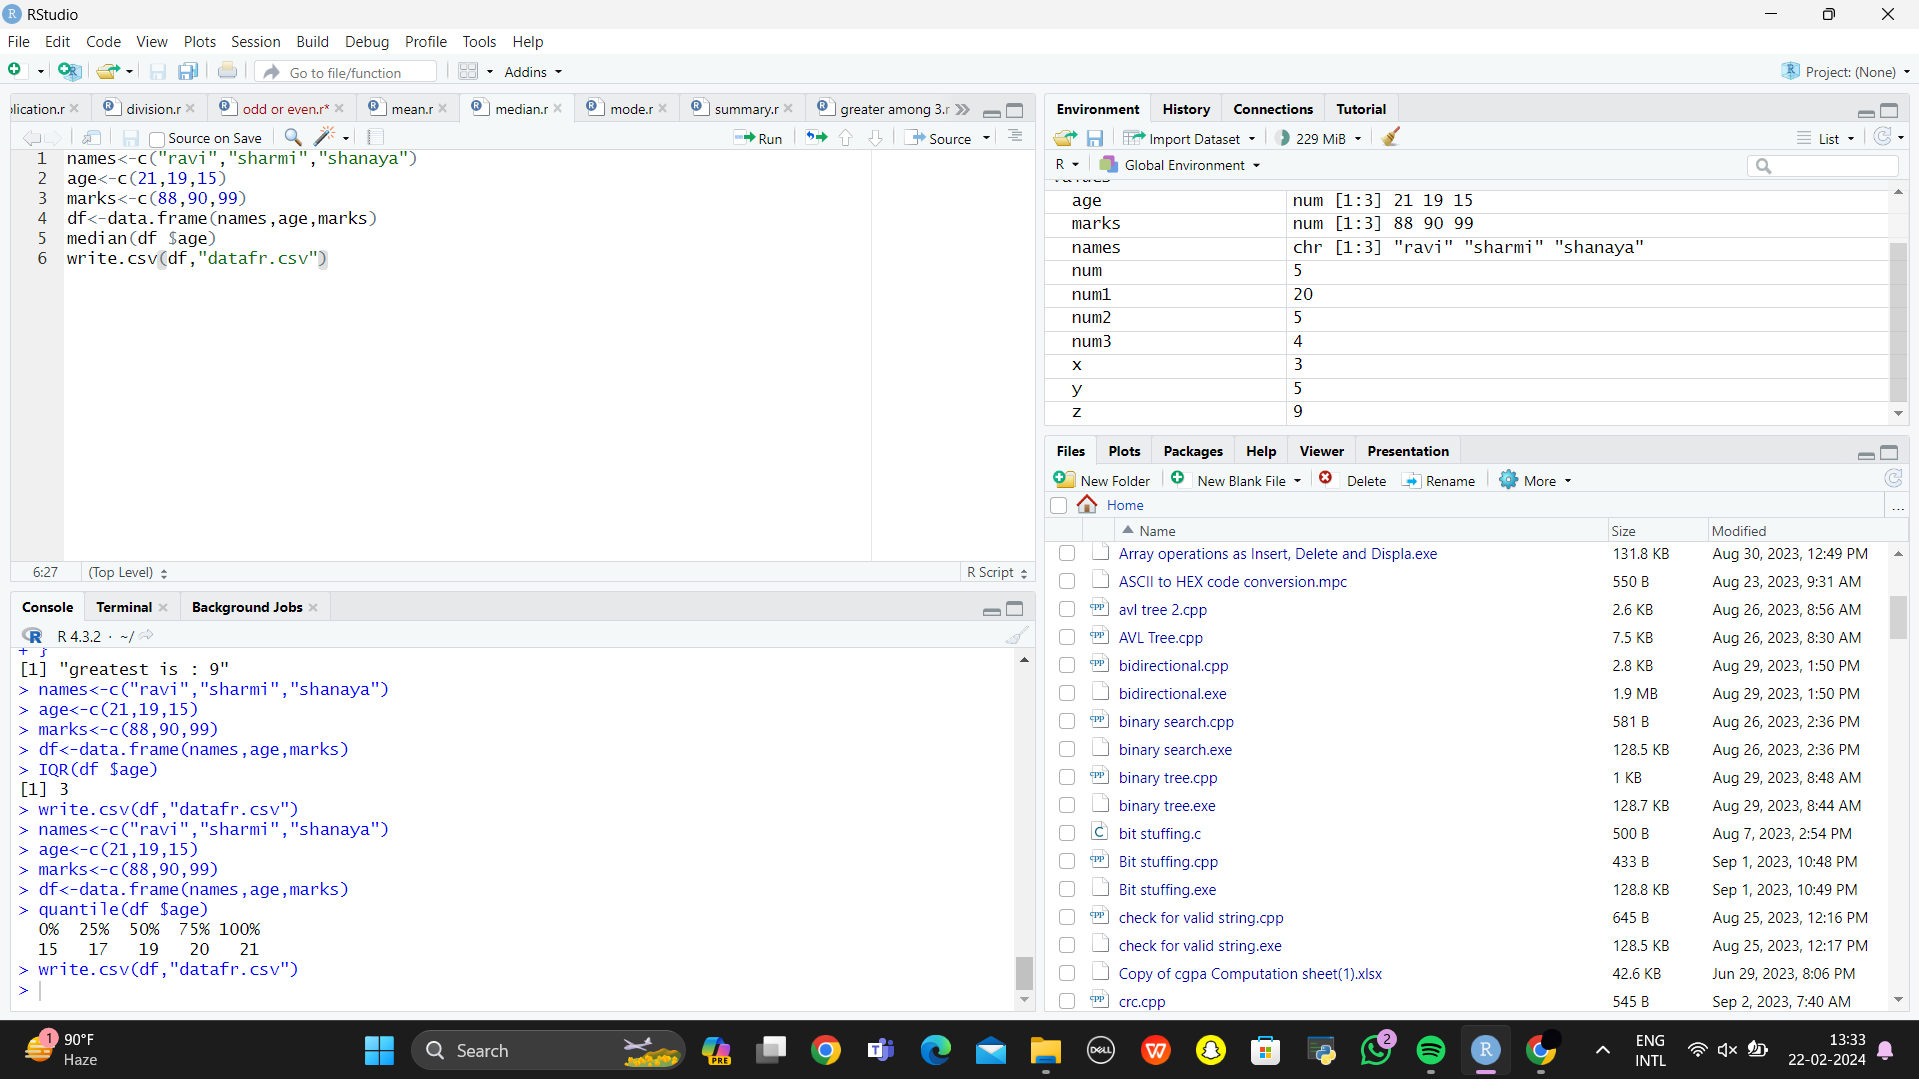 RStudio
File Edit Code View Plots Session Build Debug Profile Tools Help
Go to file/function Addins Project: (None)
lication.r division.r odd or even.r* mean.r median.r mode.r summary.r greater among 3.r
Source on Save Run Source
1 names<-c("ravi","sharmi","shanaya")
2 age<-c(21,19,15)
3 marks<-c(88,90,99)
4 df<-data.frame(names,age,marks)
5 median(df $age)
6 write.csv(df,"datafr.csv")
6:27 (Top Level) R Script
Console Terminal Background Jobs
R 4.3.2 · ~/
+ }
[1] "greatest is : 9"
> names<-c("ravi","sharmi","shanaya")
> age<-c(21,19,15)
> marks<-c(88,90,99)
> df<-data.frame(names,age,marks)
> IQR(df $age)
[1] 3
> write.csv(df,"datafr.csv")
> names<-c("ravi","sharmi","shanaya")
> age<-c(21,19,15)
> marks<-c(88,90,99)
> df<-data.frame(names,age,marks)
> quantile(df $age)
0% 25% 50% 75% 100%
15 17 19 20 21
> write.csv(df,"datafr.csv")
>
Environment History Connections Tutorial
Import Dataset 229 MiB List
R Global Environment
values
age num [1:3] 21 19 15
marks num [1:3] 88 90 99
names chr [1:3] "ravi" "sharmi" "shanaya"
num 5
num1 20
num2 5
num3 4
x 3
y 5
z 9
Files Plots Packages Help Viewer Presentation
New Folder New Blank File Delete Rename More
Home ...
Name Size Modified
Array operations as Insert, Delete and Displa.exe 131.8 KB Aug 30, 2023, 12:49 PM
ASCII to HEX code conversion.mpc 550 B Aug 23, 2023, 9:31 AM
avl tree 2.cpp 2.6 KB Aug 26, 2023, 8:56 AM
AVL Tree.cpp 7.5 KB Aug 26, 2023, 8:30 AM
bidirectional.cpp 2.8 KB Aug 29, 2023, 1:50 PM
bidirectional.exe 1.9 MB Aug 29, 2023, 1:50 PM
binary search.cpp 581 B Aug 26, 2023, 2:36 PM
binary search.exe 128.5 KB Aug 26, 2023, 2:36 PM
binary tree.cpp 1 KB Aug 29, 2023, 8:48 AM
binary tree.exe 128.7 KB Aug 29, 2023, 8:44 AM
bit stuffing.c 500 B Aug 7, 2023, 2:54 PM
Bit stuffing.cpp 433 B Sep 1, 2023, 10:48 PM
Bit stuffing.exe 128.8 KB Sep 1, 2023, 10:49 PM
check for valid string.cpp 645 B Aug 25, 2023, 12:16 PM
check for valid string.exe 128.5 KB Aug 25, 2023, 12:17 PM
Copy of cgpa Computation sheet(1).xlsx 42.6 KB Jun 29, 2023, 8:06 PM
crc.cpp 545 B Sep 2, 2023, 7:40 AM
1 90°F
Haze
Search PRE DELL 2 R
ENG
INTL
13:33
22-02-2024